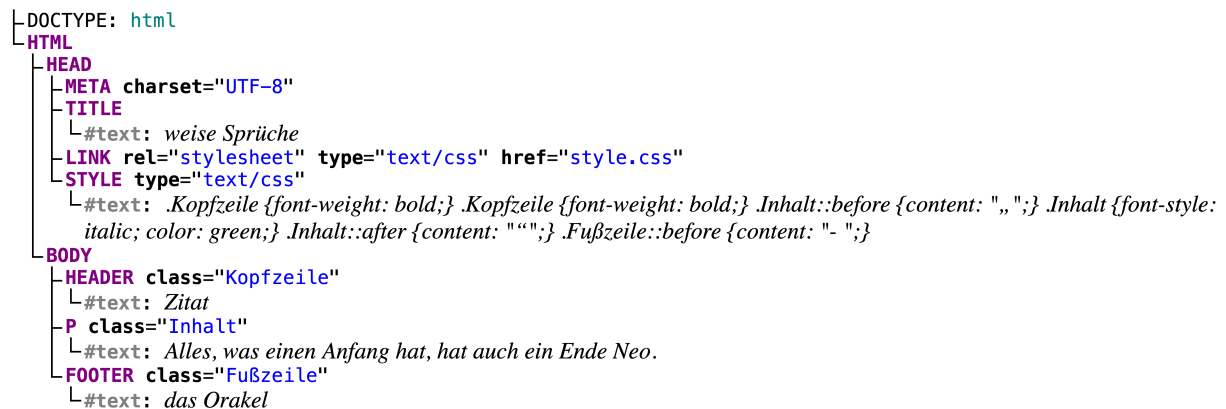 DOCTYPE: html
HTML
HEAD
META charset="UTF-8"
TITLE
#text: weise Sprüche
LINK rel="stylesheet" type="text/css" href="style.css"
STYLE type="text/css"
#text: .Kopfzeile {font-weight: bold;} .Kopfzeile {font-weight: bold;} .Inhalt::before {content: "„";} .Inhalt {font-style:
italic; color: green;} .Inhalt::after {content: "“";} .Fußzeile::before {content: "- ";}
BODY
HEADER class="Kopfzeile"
#text: Zitat
P class="Inhalt"
#text: Alles, was einen Anfang hat, hat auch ein Ende Neo.
FOOTER class="Fußzeile"
#text: das Orakel